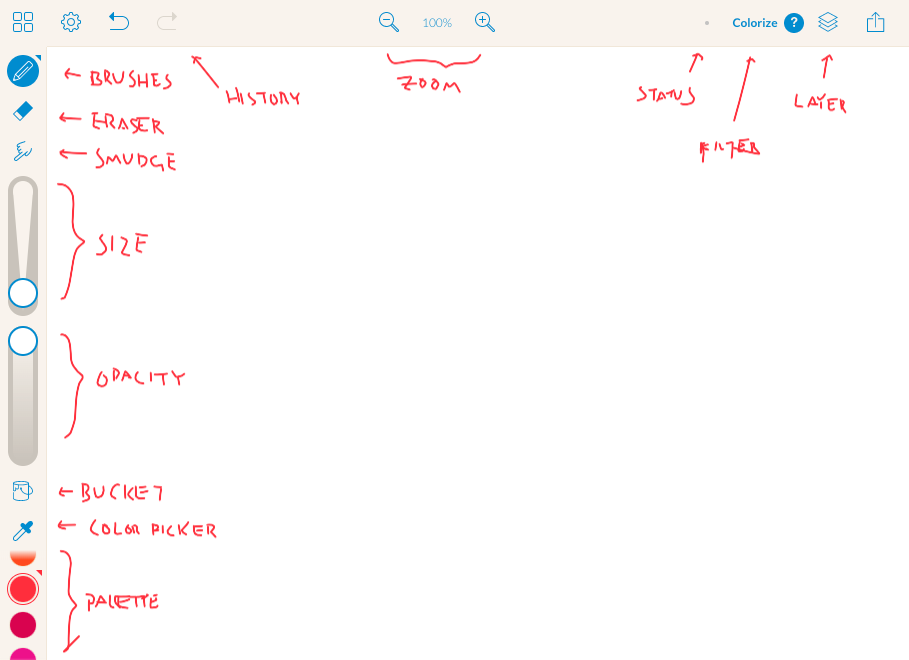 100%
Colorize ?
BRUSHES
HISTORY
ZOOM
STATUS
LAYER
ERASER
FILTER
SMUDGE
SIZE
OPACITY
BUCKET
COLOR PICKER
PALETTE